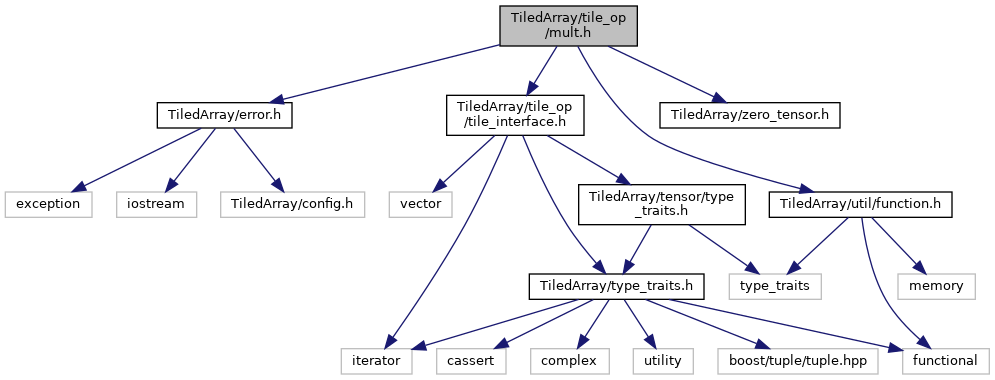 TiledArray/tile_op
/mult.h
TiledArray/error.h
TiledArray/tile_op
/tile_interface.h
TiledArray/zero_tensor.h
exception
iostream
TiledArray/config.h
vector
TiledArray/tensor/type
_traits.h
TiledArray/util/function.h
TiledArray/type_traits.h
type_traits
memory
iterator
cassert
complex
utility
boost/tuple/tuple.hpp
functional